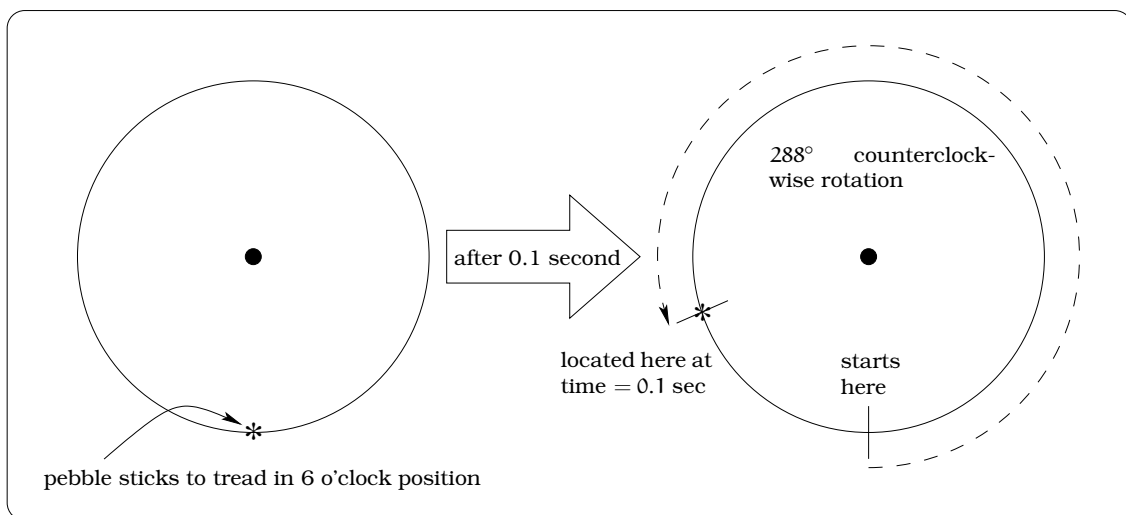 288° counterclock-
wise rotation
after 0.1 second
located here at
time = 0.1 sec
starts
here
pebble sticks to tread in 6 o'clock position